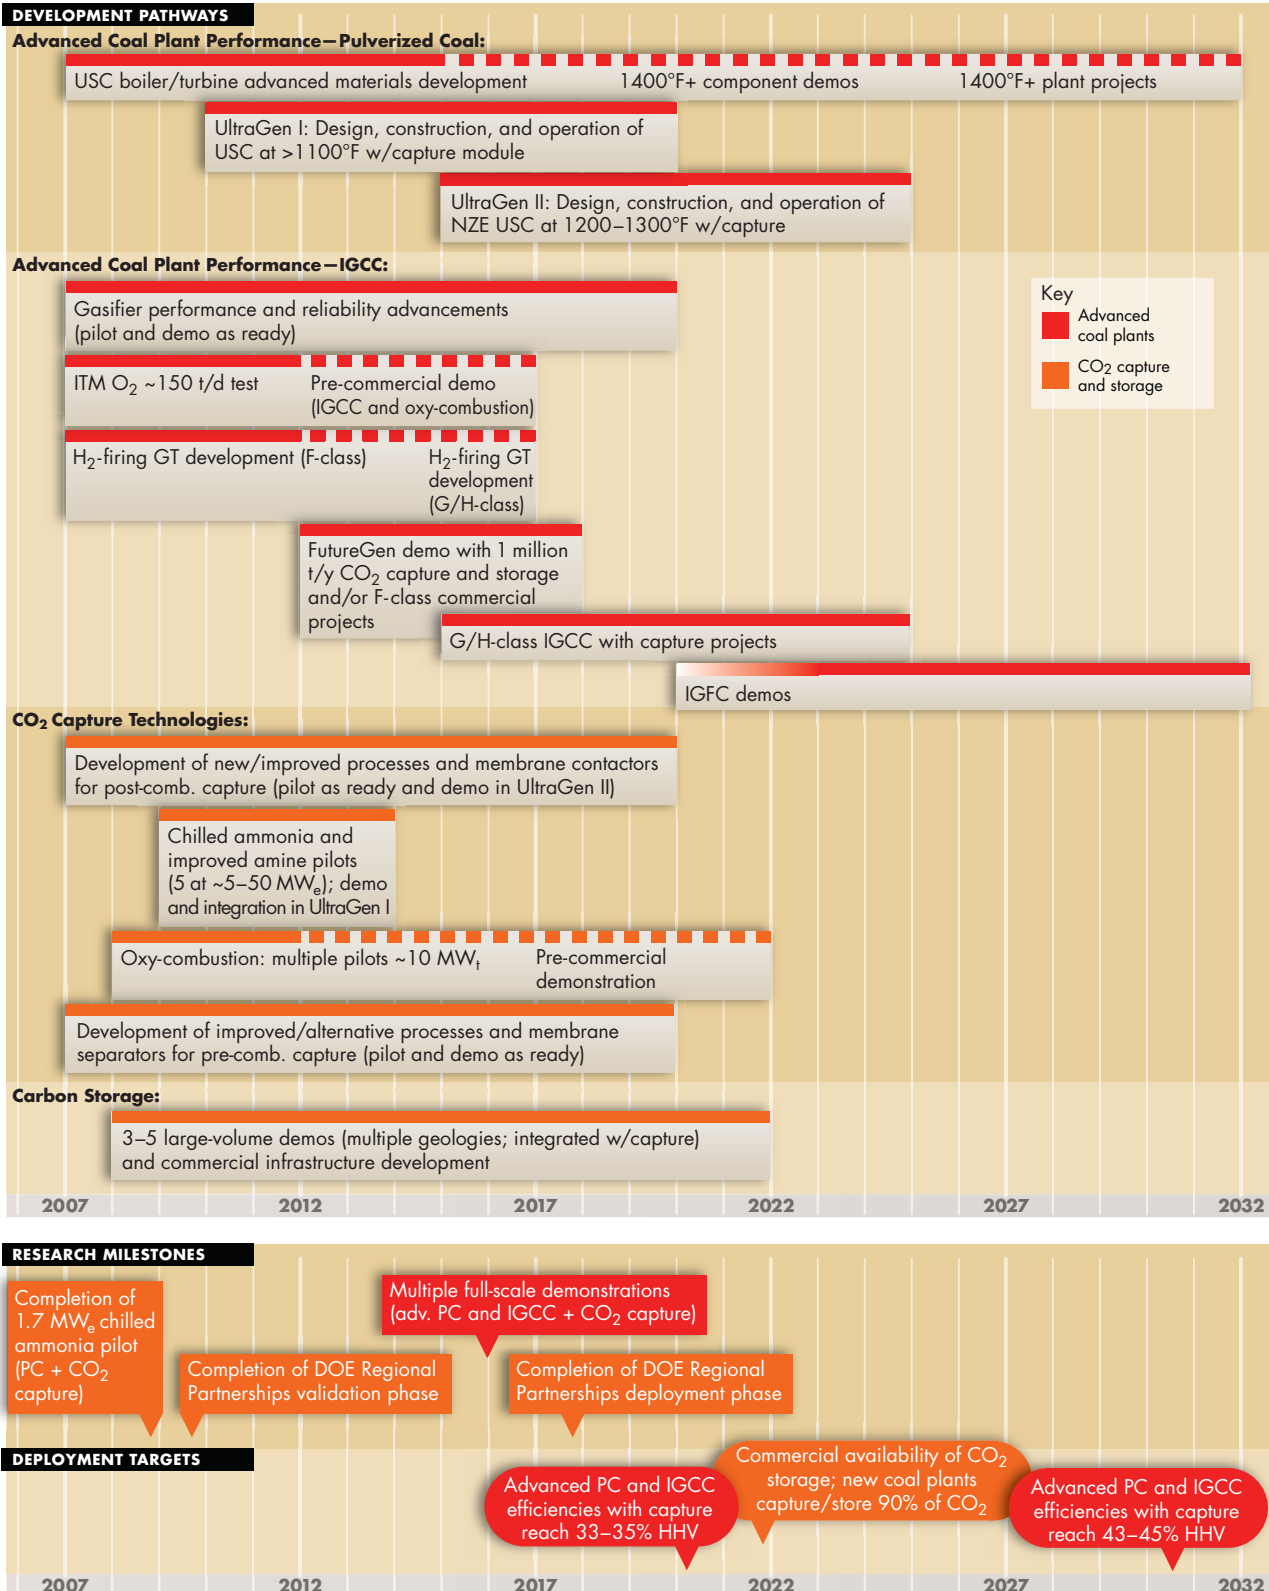 DEVELOPMENT PATHWAYS
Advanced Coal Plant Performance—Pulverized Coal:
USC boiler/turbine advanced materials development 1400°F+ component demos 1400°F+ plant projects
UltraGen I: Design, construction, and operation of
USC at >1100°F w/capture module
UltraGen II: Design, construction, and operation of
NZE USC at 1200–1300°F w/capture
Advanced Coal Plant Performance—IGCC:
Key
Advanced
coal plants
CO2 capture
and storage
Gasifier performance and reliability advancements
(pilot and demo as ready)
ITM O2 ~150 t/d test
Pre-commercial demo
(IGCC and oxy-combustion)
H2-firing GT development (F-class)
H2-firing GT
development
(G/H-class)
FutureGen demo with 1 million
t/y CO2 capture and storage
and/or F-class commercial
projects
G/H-class IGCC with capture projects
IGFC demos
CO2 Capture Technologies:
Development of new/improved processes and membrane contactors
for post-comb. capture (pilot as ready and demo in UltraGen II)
Chilled ammonia and
improved amine pilots
(5 at ~5–50 MWe); demo
and integration in UltraGen I
Oxy-combustion: multiple pilots ~10 MWt
Pre-commercial
demonstration
Development of improved/alternative processes and membrane
separators for pre-comb. capture (pilot and demo as ready)
Carbon Storage:
3–5 large-volume demos (multiple geologies; integrated w/capture)
and commercial infrastructure development
2007 2012 2017 2022 2027 2032
RESEARCH MILESTONES
Completion of
1.7 MWe chilled
ammonia pilot
(PC + CO2
capture)
Multiple full-scale demonstrations
(adv. PC and IGCC + CO2 capture)
Completion of DOE Regional
Partnerships validation phase
Completion of DOE Regional
Partnerships deployment phase
DEPLOYMENT TARGETS
Advanced PC and IGCC
efficiencies with capture
reach 33–35% HHV
Commercial availability of CO2
storage; new coal plants
capture/store 90% of CO2
Advanced PC and IGCC
efficiencies with capture
reach 43–45% HHV
2007 2012 2017 2022 2027 2032